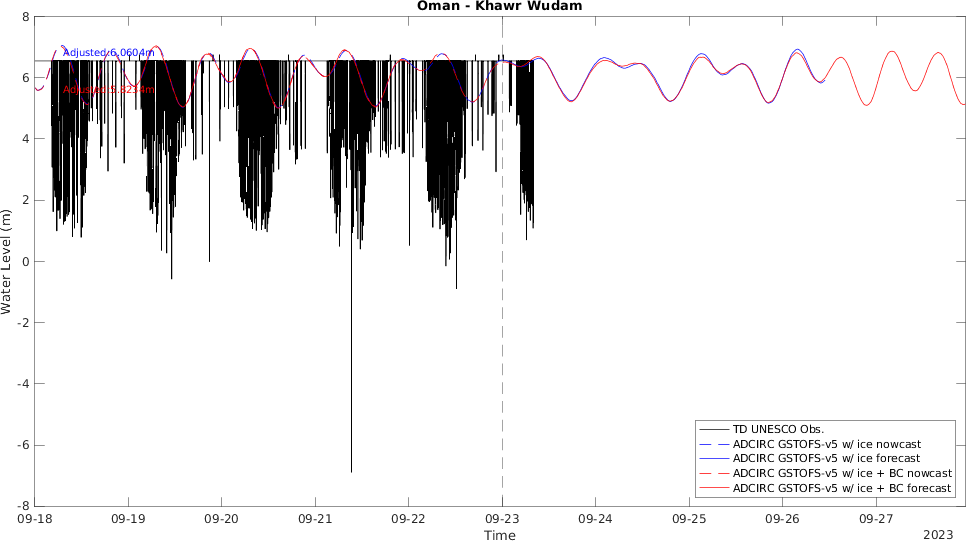 Oman - Khawr Wudam
8
6
4
2
0
-2
-4
-6
-8
Water Level (m)
Adjusted:6.0604m
TD UNESCO Obs.
ADCIRC GSTOFS-v5 w/ ice nowcast
ADCIRC GSTOFS-v5 w/ ice forecast
ADCIRC GSTOFS-v5 w/ ice + BC nowcast
ADCIRC GSTOFS-v5 w/ ice + BC forecast
09-18 09-19 09-20 09-21 09-22 09-23 09-24 09-25 09-26 09-27
Time
2023